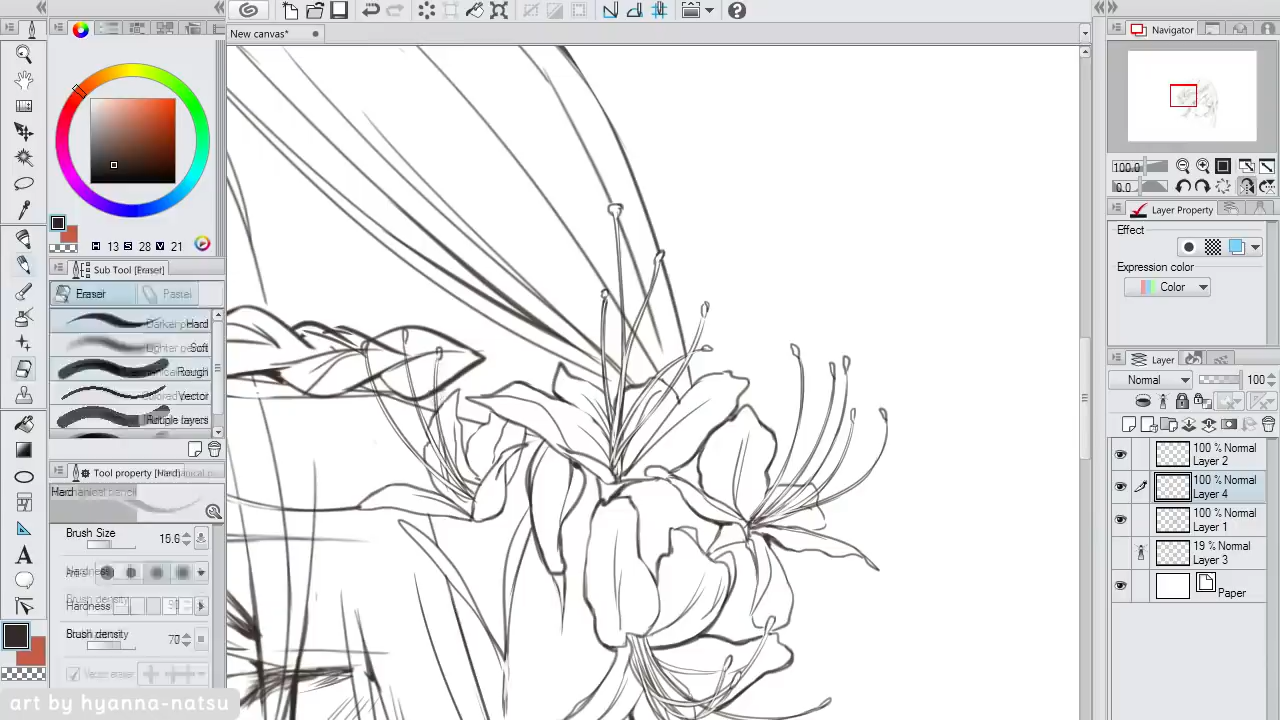 New canvas*
Navigator
100.0
0.0
Layer Property
Effect
Expression color
Color
Layer
Normal
100
100 % Normal
Layer 2
100 % Normal
Layer 4
100 % Normal
Layer 1
19 % Normal
Layer 3
Paper
H 13 S 28 V 21
Sub Tool [Eraser]
Eraser
Pastel
Hard
Soft
Rough
Vector
Tool property [Hard]
Hard
Brush Size
16.6
Hardness
Brush density
70
Vector eraser
art by hyanna-natsu